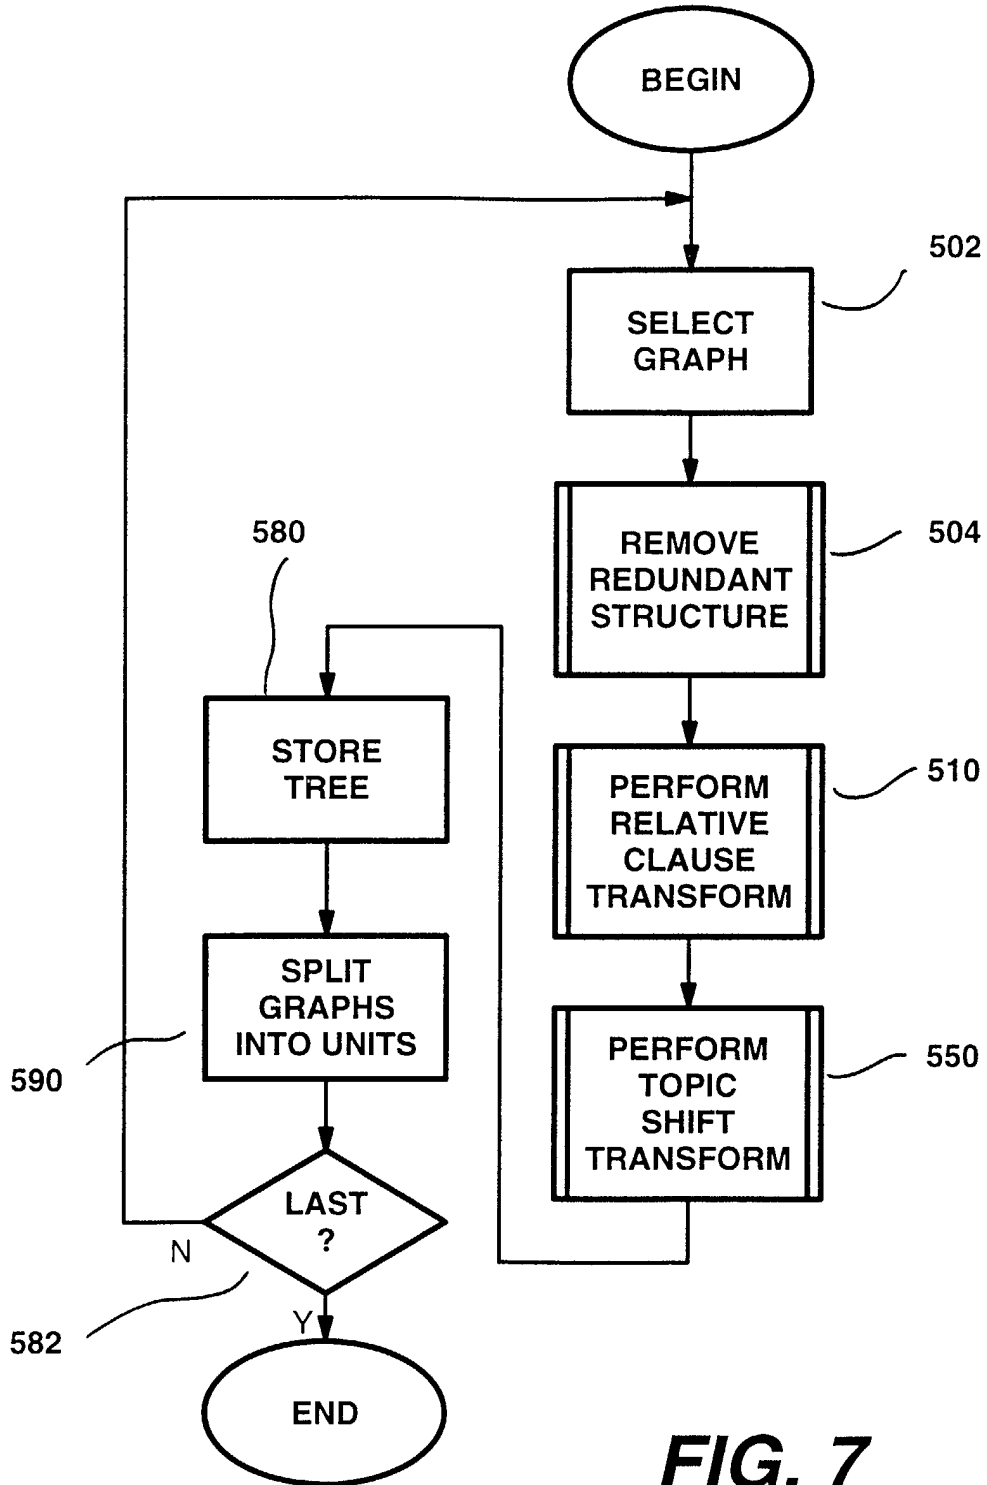 BEGIN
502
SELECT
GRAPH
504
REMOVE
REDUNDANT
STRUCTURE
510
PERFORM
RELATIVE
CLAUSE
TRANSFORM
550
PERFORM
TOPIC
SHIFT
TRANSFORM
580
STORE
TREE
590
SPLIT
GRAPHS
INTO UNITS
582
LAST
?
N
Y
END
FIG. 7